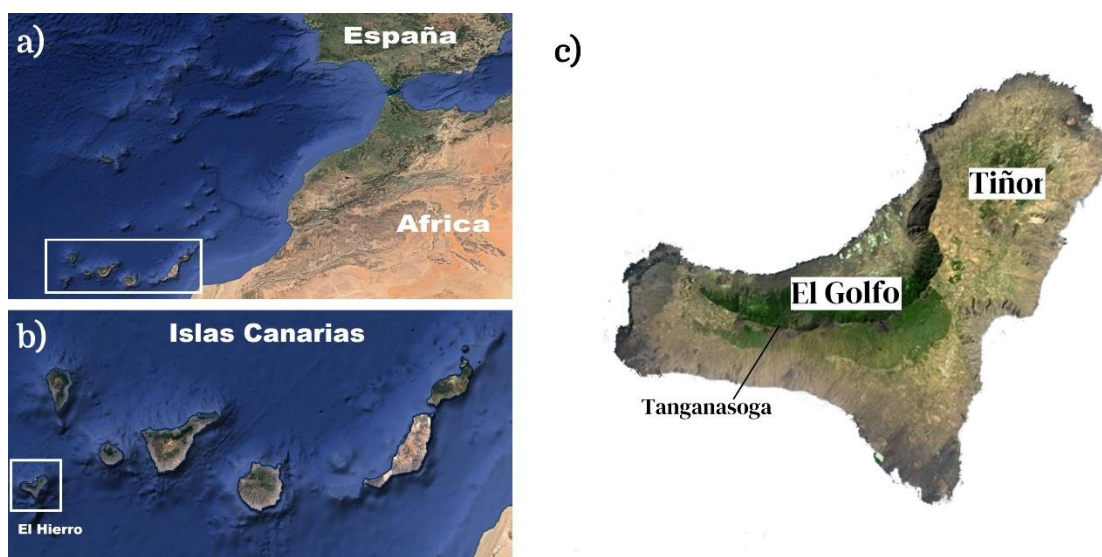 a)
España
Africa
b)
Islas Canarias
El Hierro
c)
Tiñor
El Golfo
Tanganasoga